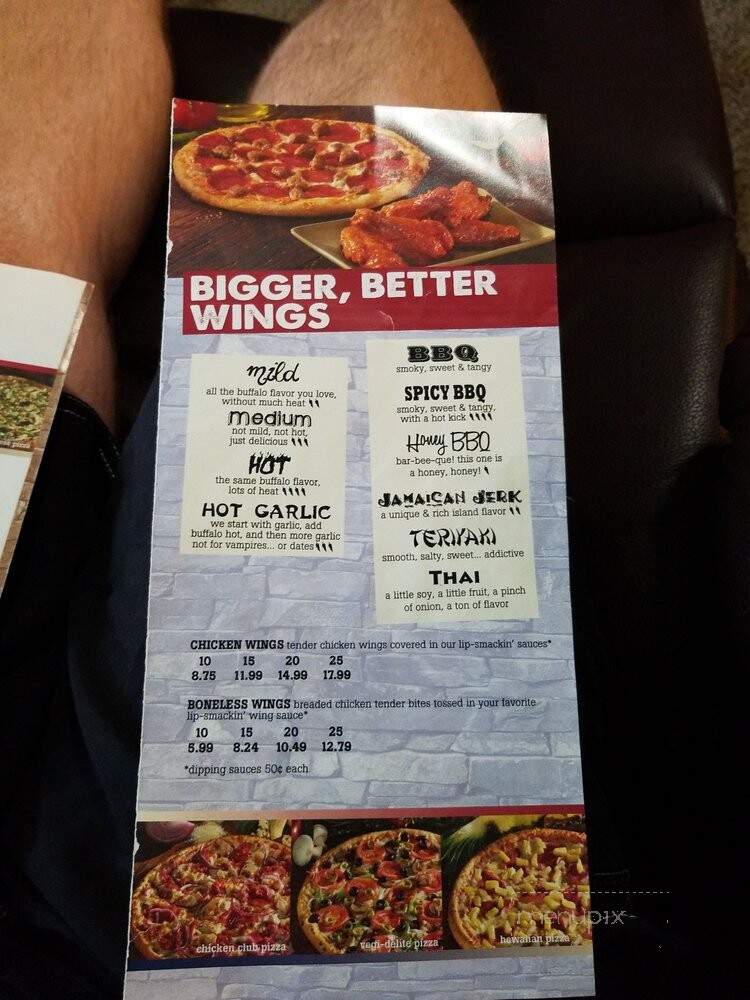 BIGGER, BETTER
WINGS
mild
all the buffalo flavor you love,
without much heat
Medium
not mild, not hot,
just delicious
HOT
the same buffalo flavor,
lots of heat
HOT GARLIC
we start with garlic, add
buffalo hot, and then more garlic
not for vampires... or dates
BBQ
smoky, sweet & tangy
SPICY BBQ
smoky, sweet & tangy,
with a hot kick
Honey BBQ
bar-bee-que! this one is
a honey, honey!
JAMAICAN JERK
a unique & rich island flavor
TERIYAKI
smooth, salty, sweet... addictive
THAI
a little soy, a little fruit, a pinch
of onion, a ton of flavor
CHICKEN WINGS tender chicken wings covered in our lip-smackin' sauces*
10 15 20 25
8.75 11.99 14.99 17.99
BONELESS WINGS breaded chicken tender bites tossed in your favorite
lip-smackin' wing sauce*
10 15 20 25
5.99 8.24 10.49 12.79
*dipping sauces 50¢ each
chicken club pizza
vegi-delite pizza
hawaiian pizza
menupix